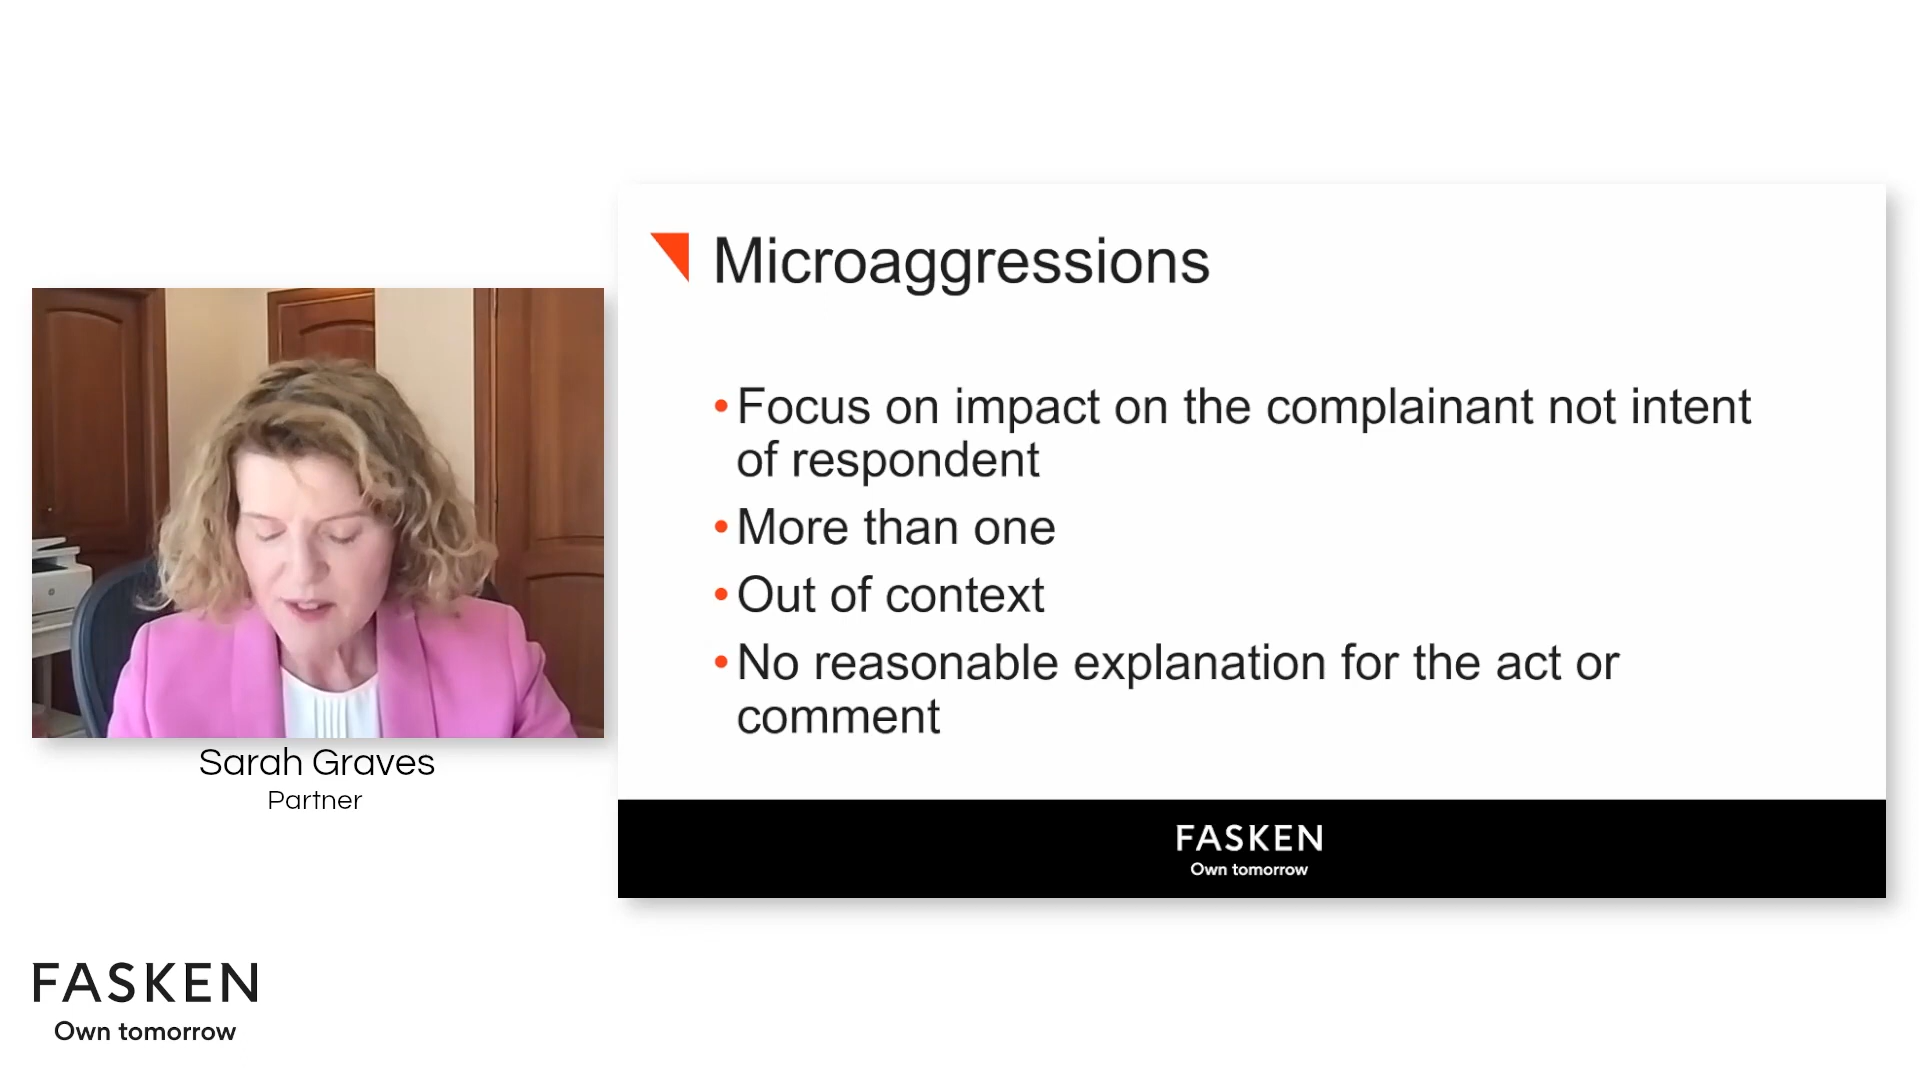 Microaggressions
•Focus on impact on the complainant not intent
of respondent
•More than one
•Out of context
•No reasonable explanation for the act or
comment
FASKEN
Own tomorrow
Sarah Graves
Partner
FASKEN
Own tomorrow